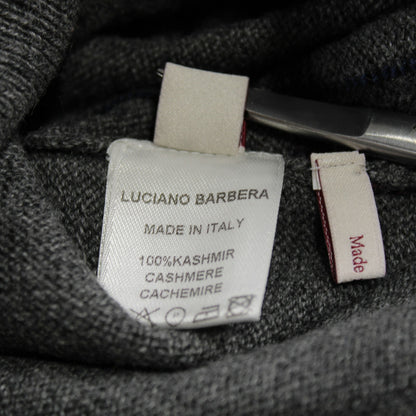 LUCIANO BARBERA
MADE IN ITALY
100%KASHMIR
CASHMERE
CACHEMIRE
Made